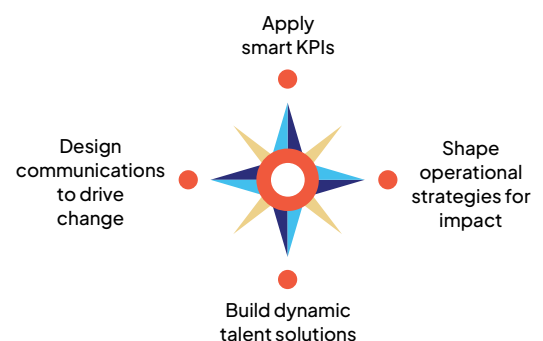 Apply
smart KPIs
Design
communications
to drive
change
Shape
operational
strategies for
impact
Build dynamic
talent solutions